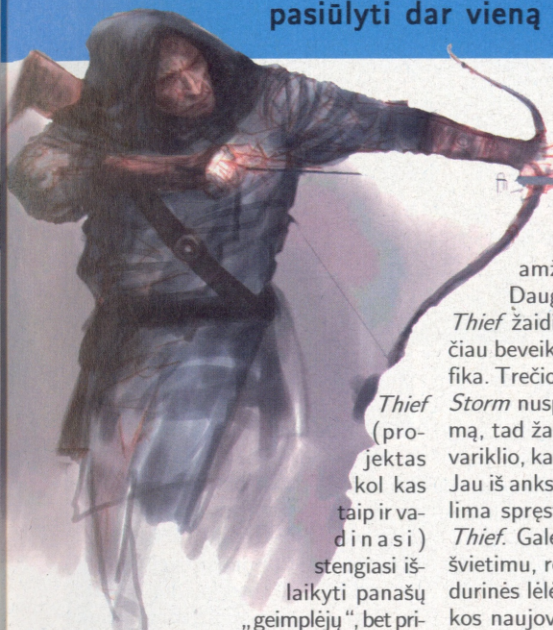 pasiūlyti dar vieną
Thief
(pro-
jektas
kol kas
taip ir va-
dinasi)
stengiasi iš-
laikyti panašų
„geimplėjų“, bet pri-
amž
Daug
Thief žaidi
čiau beveik
fika. Trečio
Storm nusp
mą, tad ža
variklio, ka
Jau iš anks
lima spręs
Thief. Gale
švietimu, r
durinės lėlė
kos naujov